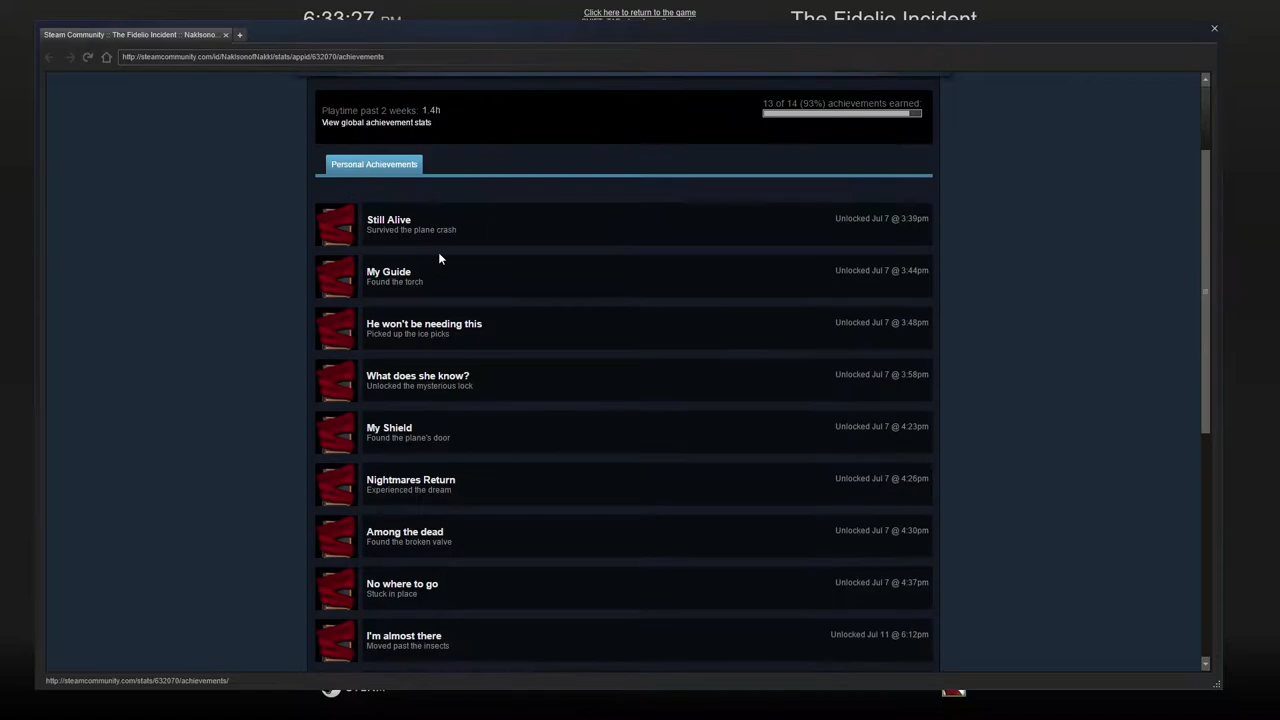 6:33:27 PM
Click here to return to the game
The Fidelio Incident
Steam Community :: The Fidelio Incident :: NakIsono...
http://steamcommunity.com/id/NakIsonofNakkI/stats/appid/632070/achievements
Playtime past 2 weeks: 1.4h
13 of 14 (93%) achievements earned:
View global achievement stats
Personal Achievements
Still Alive
Unlocked Jul 7 @ 3:39pm
Survived the plane crash
My Guide
Unlocked Jul 7 @ 3:44pm
Found the torch
He won't be needing this
Unlocked Jul 7 @ 3:48pm
Picked up the ice picks
What does she know?
Unlocked Jul 7 @ 3:58pm
Unlocked the mysterious lock
My Shield
Unlocked Jul 7 @ 4:23pm
Found the plane's door
Nightmares Return
Unlocked Jul 7 @ 4:26pm
Experienced the dream
Among the dead
Unlocked Jul 7 @ 4:30pm
Found the broken valve
No where to go
Unlocked Jul 7 @ 4:37pm
Stuck in place
I'm almost there
Unlocked Jul 11 @ 6:12pm
Moved past the insects
http://steamcommunity.com/stats/632070/achievements/